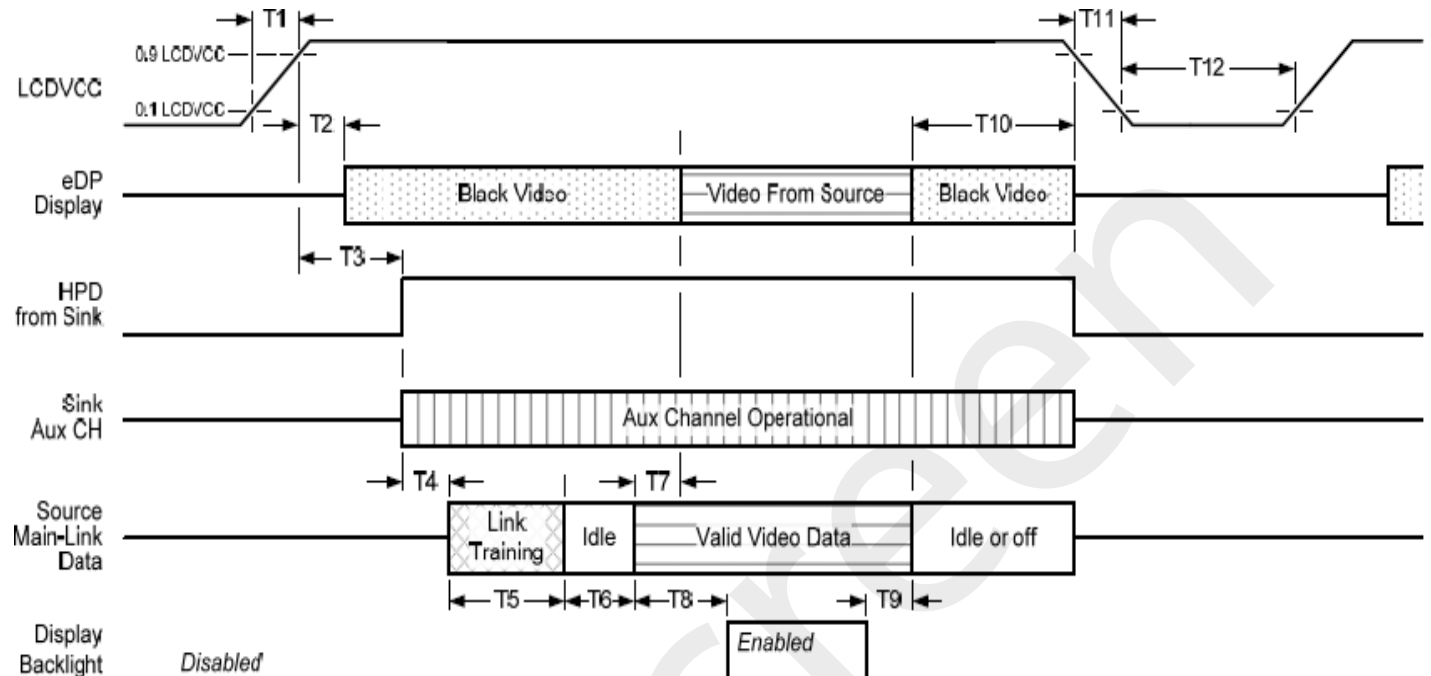 T1
T11
0.9 LCDVCC
LCDVCC
T12
0.1 LCDVCC
T2
T10
eDP
Display
Black Video
Video From Source
Black Video
T3
HPD
from Sink
Sink
Aux CH
Aux Channel Operational
T4
T7
Source
Main-Link
Data
Link
Training
Idle
Valid Video Data
Idle or off
T5
T6
T8
T9
Display
Backlight
Disabled
Enabled